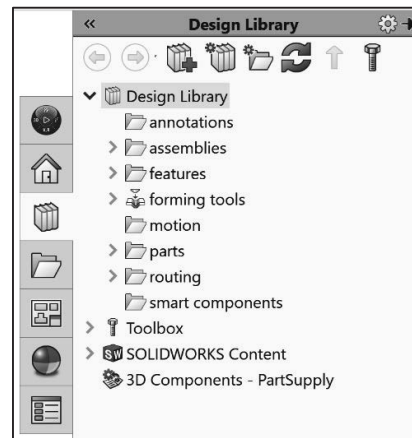 Design Library
Design Library
annotations
assemblies
features
forming tools
motion
parts
routing
smart components
Toolbox
SOLIDWORKS Content
3D Components - PartSupply